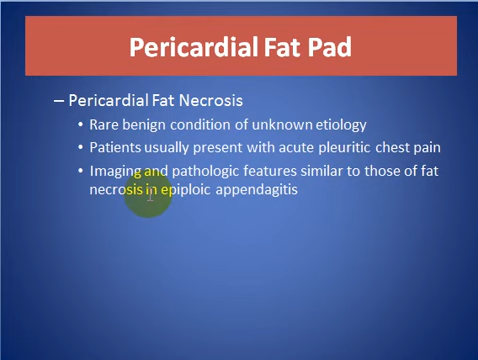 Pericardial Fat Pad
– Pericardial Fat Necrosis
• Rare benign condition of unknown etiology
• Patients usually present with acute pleuritic chest pain
• Imaging and pathologic features similar to those of fat
necrosis in epiploic appendagitis